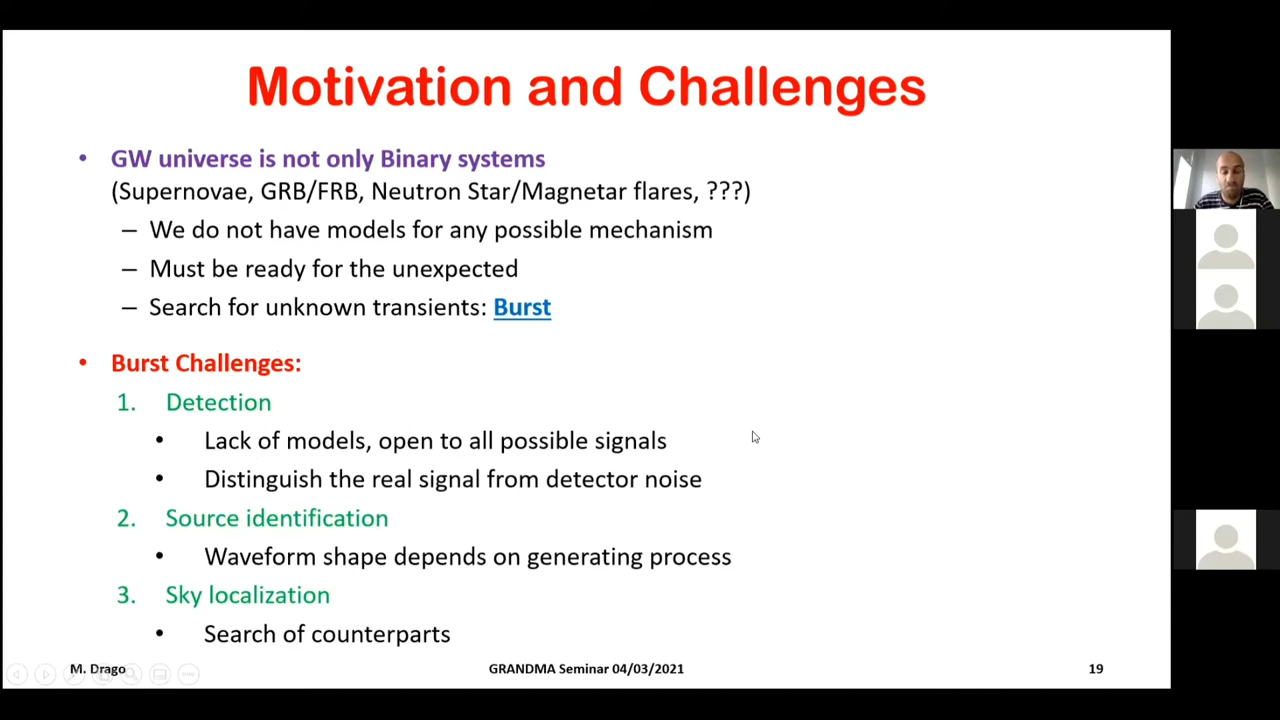 Motivation and Challenges
• GW universe is not only Binary systems
(Supernovae, GRB/FRB, Neutron Star/Magnetar flares, ???)
– We do not have models for any possible mechanism
– Must be ready for the unexpected
– Search for unknown transients: Burst
• Burst Challenges:
1. Detection
• Lack of models, open to all possible signals
• Distinguish the real signal from detector noise
2. Source identification
• Waveform shape depends on generating process
3. Sky localization
• Search of counterparts
M. Drago GRANDMA Seminar 04/03/2021 19